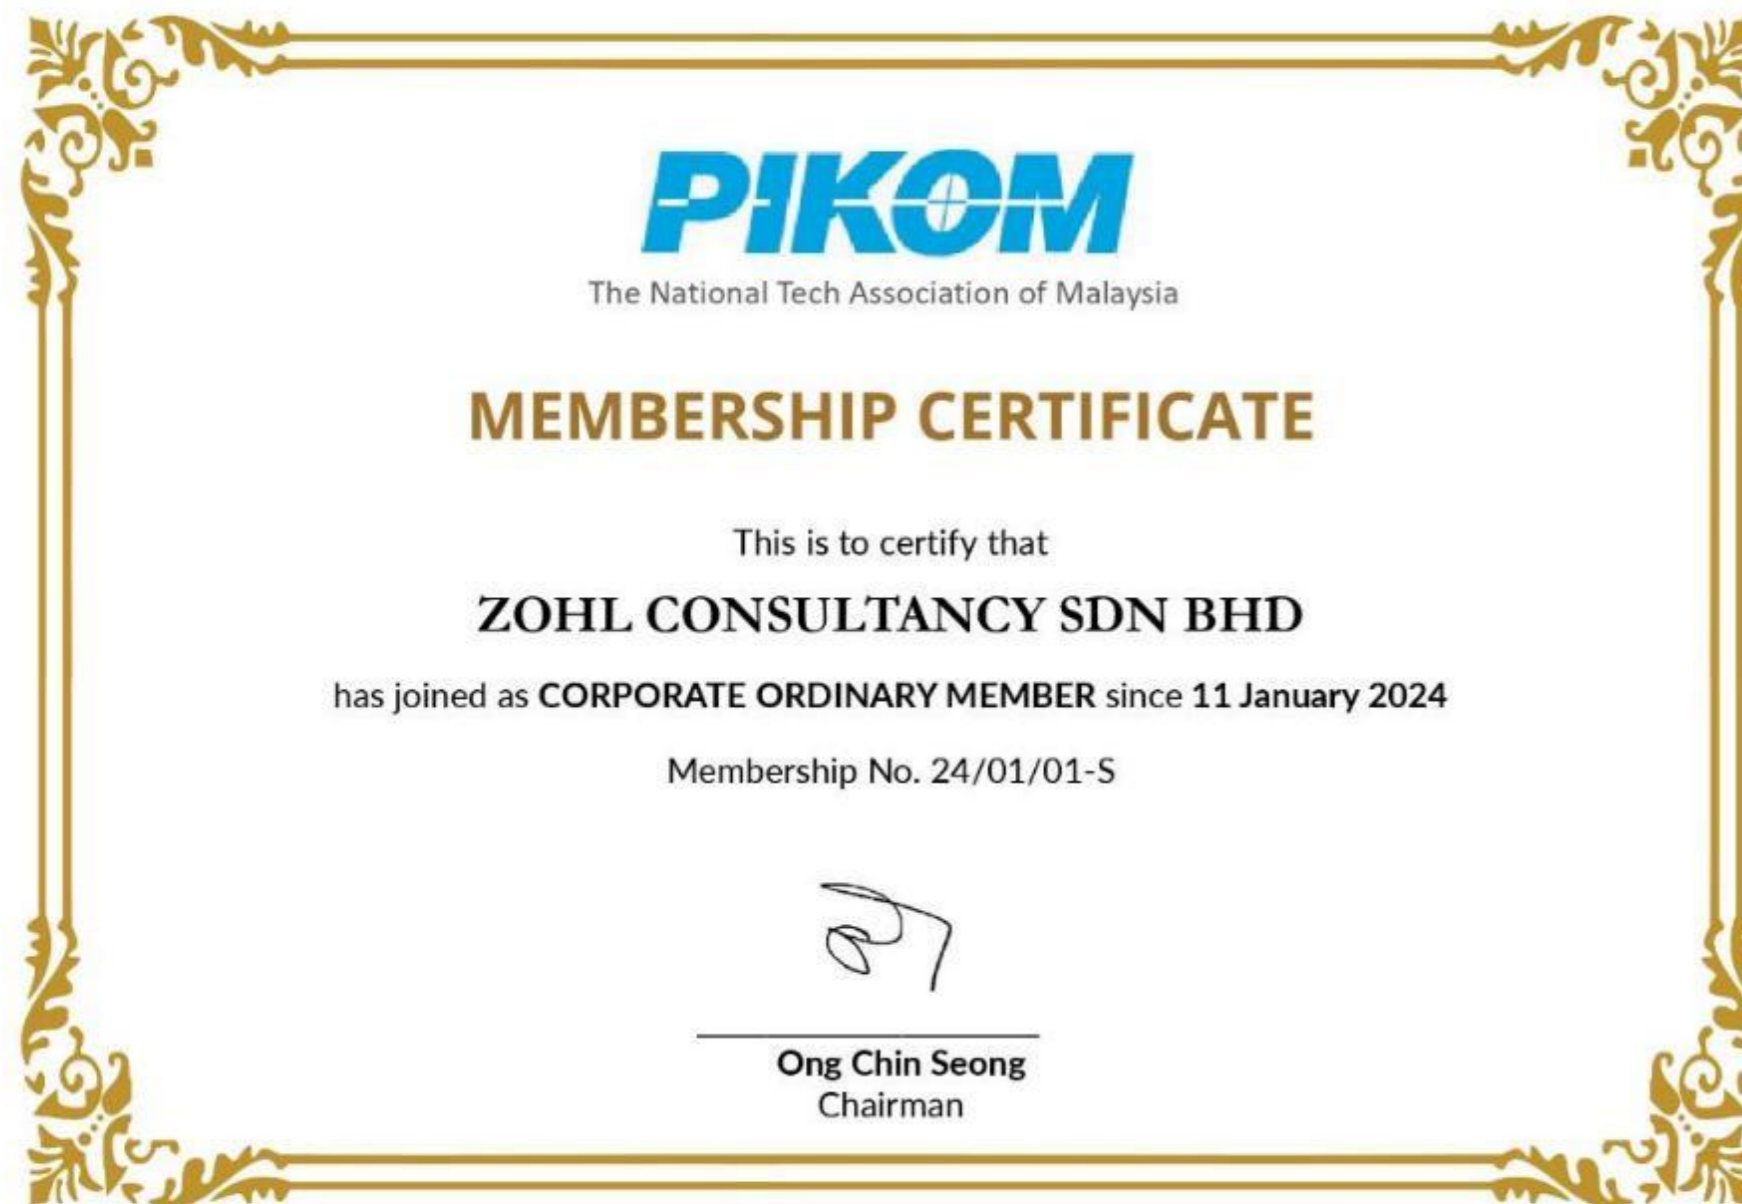 PIKOM
The National Tech Association of Malaysia
MEMBERSHIP CERTIFICATE
This is to certify that
ZOHL CONSULTANCY SDN BHD
has joined as CORPORATE ORDINARY MEMBER since 11 January 2024
Membership No. 24/01/01-S
Ong Chin Seong
Chairman